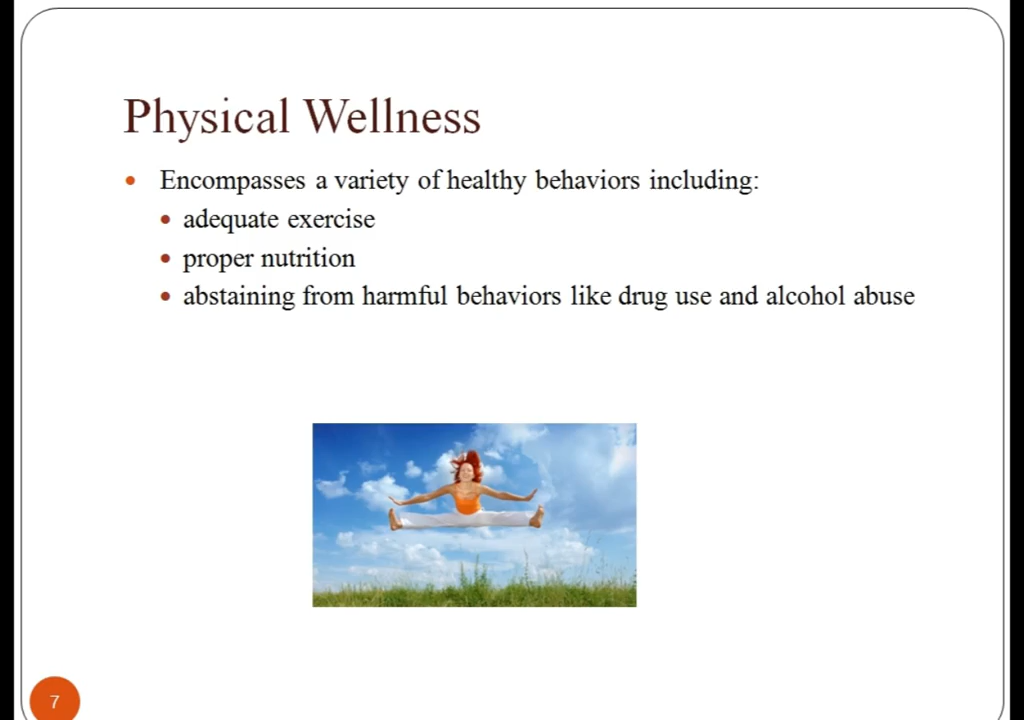 Physical Wellness
Encompasses a variety of healthy behaviors including:
adequate exercise
proper nutrition
abstaining from harmful behaviors like drug use and alcohol abuse
7